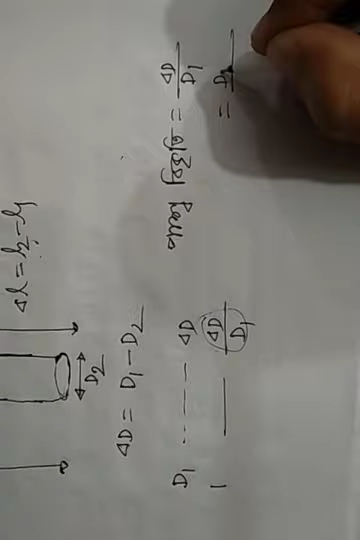 Δl = l2 - l1
D2
ΔD = D1 - D2
D1 ---- ΔD
1 —— ΔD/D1
= ΔD/D1
=